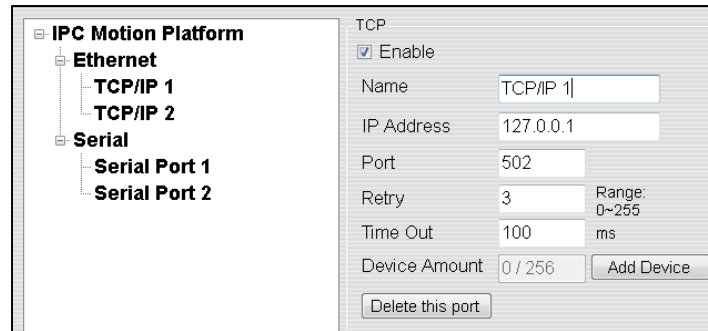 IPC Motion Platform
Ethernet
TCP/IP 1
TCP/IP 2
Serial
Serial Port 1
Serial Port 2
TCP
Enable
Name TCP/IP 1
IP Address 127.0.0.1
Port 502
Retry 3 Range: 0~255
Time Out 100 ms
Device Amount 0 / 256 Add Device
Delete this port